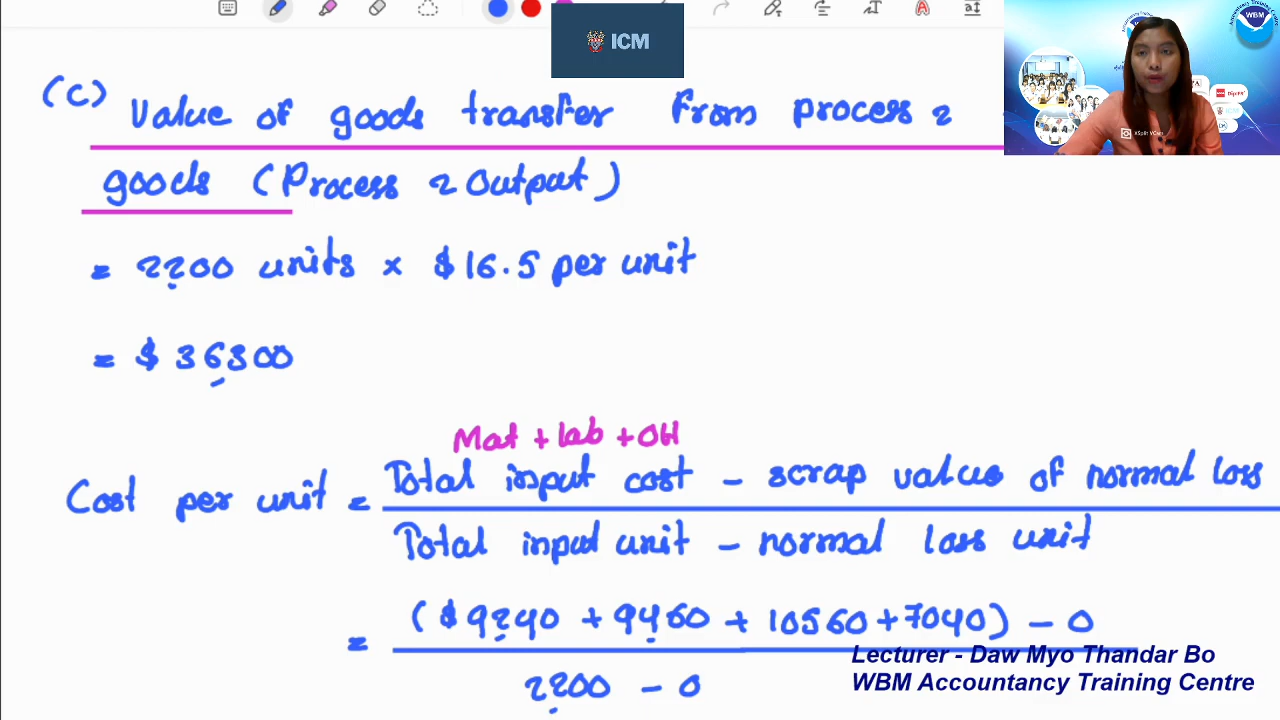 ICM
WBM
(c) Value of goods transfer from process 2
goods (Process 2 output)
= 2200 units × $16.5 per unit
= $36300
Mat + lab + OH
Cost per unit = Total input cost - scrap value of normal loss
Total input unit - normal loss unit
= ($9240 + 9460 + 10560 + 7040) - 0
2200 - 0
Lecturer - Daw Myo Thandar Bo
WBM Accountancy Training Centre